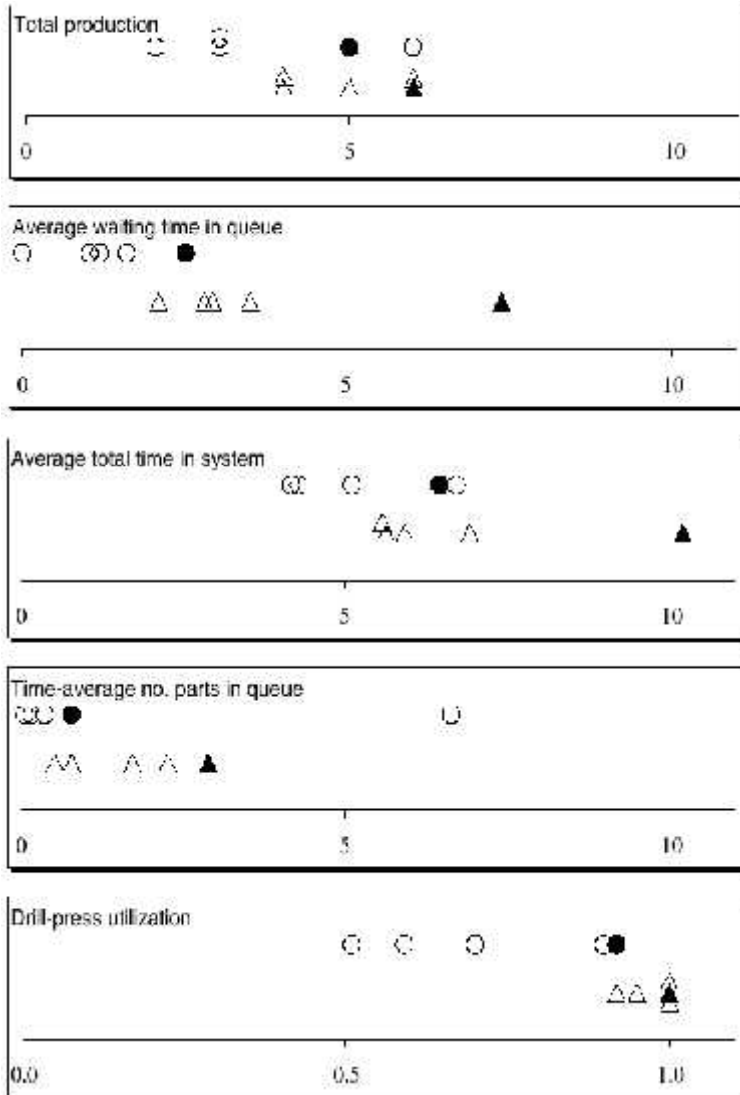 Total production
0 5 10
Average waiting time in queue
0 5 10
Average total time in system
0 5 10
Time-average no. parts in queue
0 5 10
Drill-press utilization
0.0 0.5 1.0